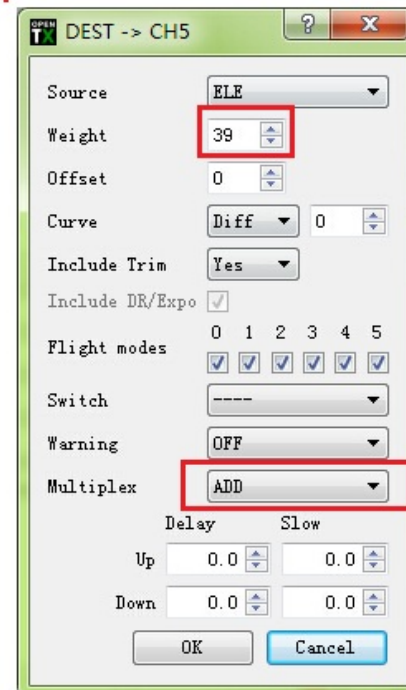 OPEN TX DEST -> CH5 ? X
Source ELE
Weight 39
Offset 0
Curve Diff 0
Include Trim Yes
Include DR/Expo
0 1 2 3 4 5
Flight modes
Switch ----
Warning OFF
Multiplex ADD
Delay Slow
Up 0.0 0.0
Down 0.0 0.0
OK Cancel